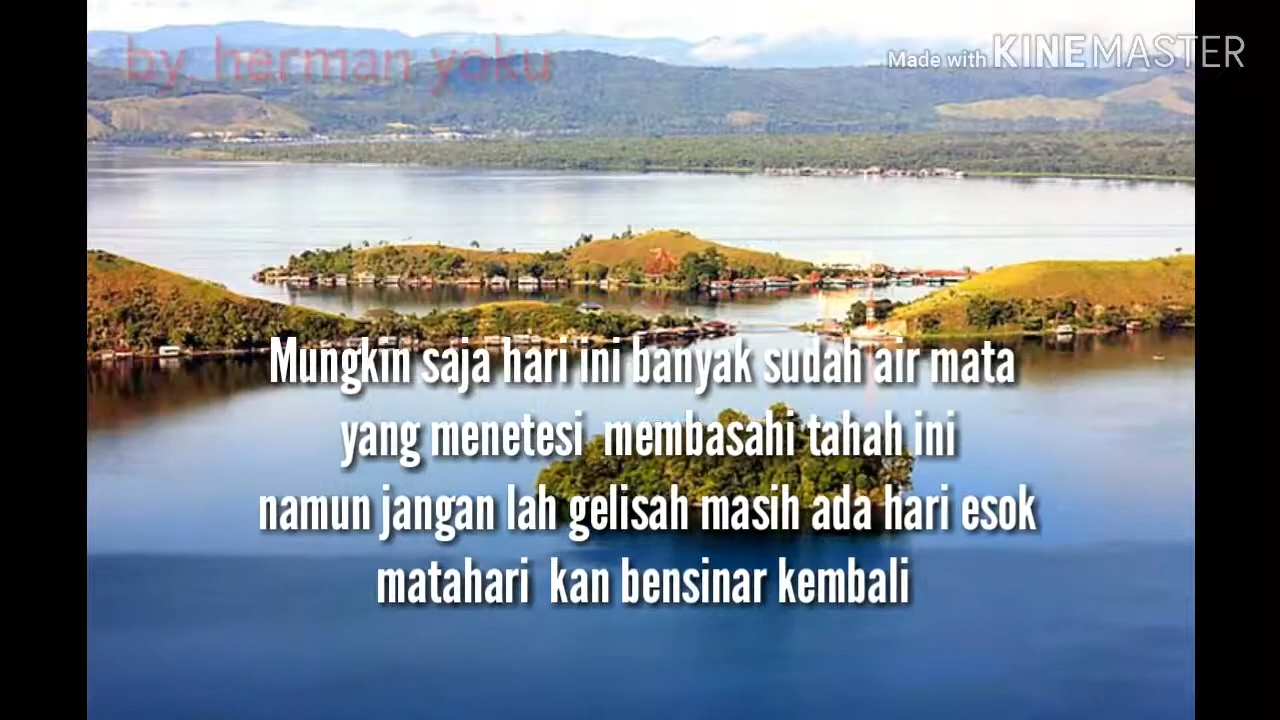 by, herman yoku
Made with KINEMASTER
Mungkin saja hari ini banyak sudah air mata
yang menetesi membasahi tahah ini
namun jangan lah gelisah masih ada hari esok
matahari kan bensinar kembali